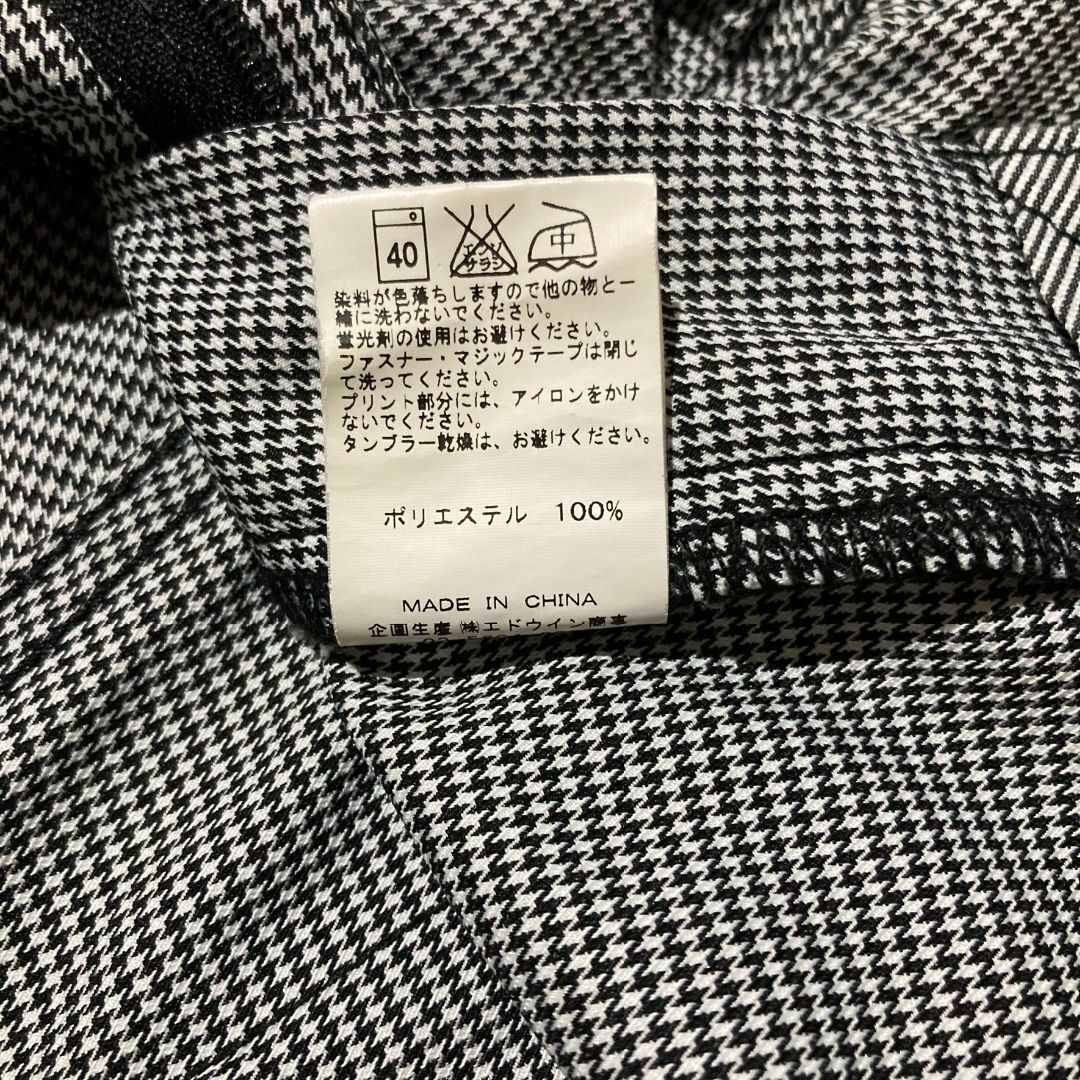 40
エンソ
サラシ
中
染料が色落ちしますので他の物と一
緒に洗わないでください。
蛍光剤の使用はお避けください。
ファスナー・マジックテープは閉じ
て洗ってください。
プリント部分には、アイロンをかけ
ないでください。
タンブラー乾燥は、お避けください。
ポリエステル 100%
MADE IN CHINA
企画生産 ㈱エドウイン商事